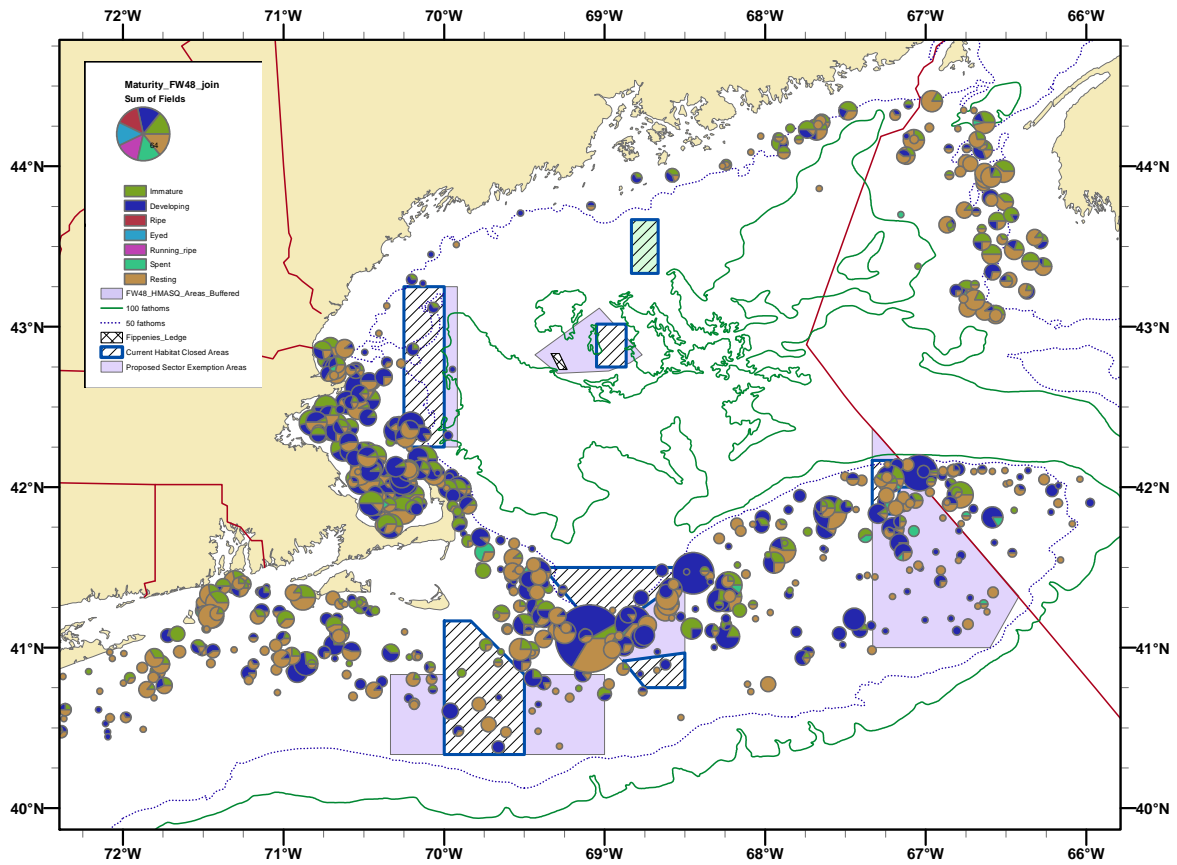 72°W 71°W 70°W 69°W 68°W 67°W 66°W
Maturity_FW48_join
Sum of Fields
64
Immature
Developing
Ripe
Eyed
Running_ripe
Spent
Resting
FW48_HMASQ_Areas_Buffered
100 fathoms
50 fathoms
Fippenies_Ledge
Current Habitat Closed Areas
Proposed Sector Exemption Areas
44°N 44°N
43°N 43°N
42°N 42°N
41°N 41°N
40°N 40°N
72°W 71°W 70°W 69°W 68°W 67°W 66°W